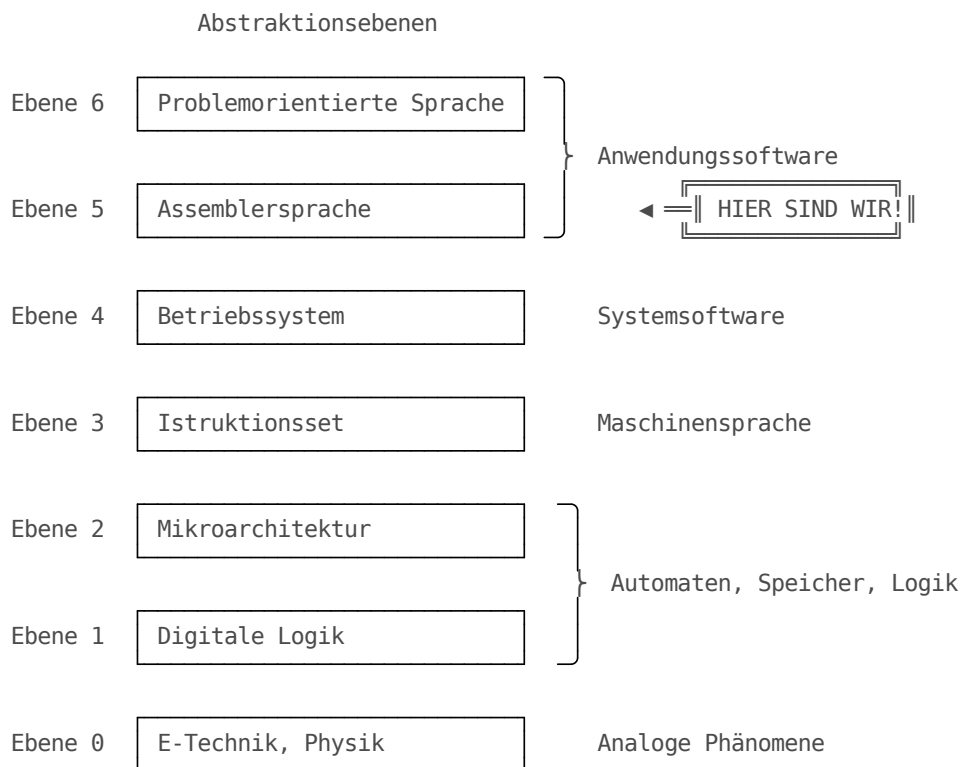 Abstraktionsebenen
Ebene 6 Problemorientierte Sprache
Anwendungssoftware
Ebene 5 Assemblersprache HIER SIND WIR!
Ebene 4 Betriebssystem Systemsoftware
Ebene 3 Istruktionsset Maschinensprache
Ebene 2 Mikroarchitektur
Automaten, Speicher, Logik
Ebene 1 Digitale Logik
Ebene 0 E-Technik, Physik Analoge Phänomene